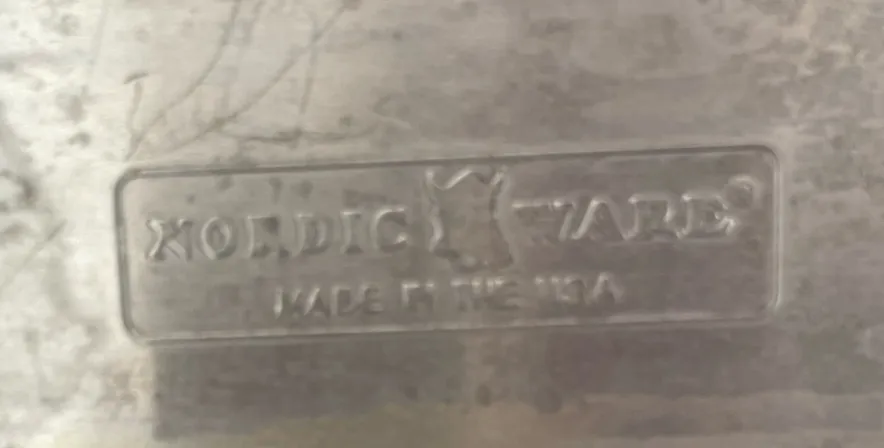 NORDIC WARE®
MADE IN THE USA